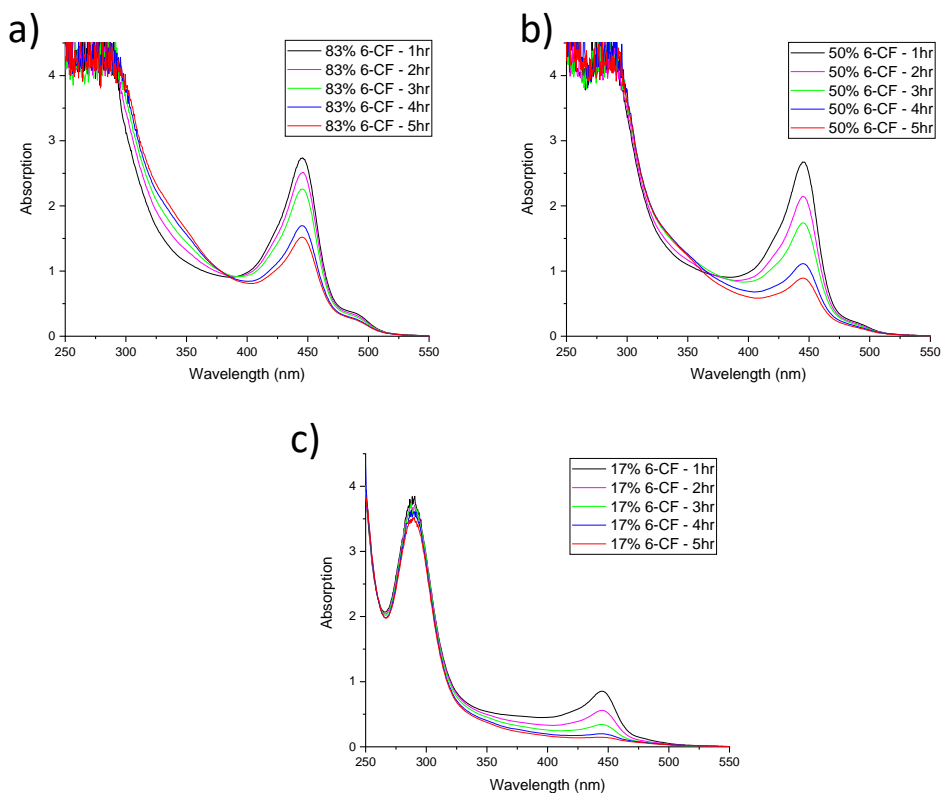 a)
83% 6-CF - 1hr
83% 6-CF - 2hr
83% 6-CF - 3hr
83% 6-CF - 4hr
83% 6-CF - 5hr
Absorption
4
3
2
1
0
250 300 350 400 450 500 550
Wavelength (nm)
b)
50% 6-CF - 1hr
50% 6-CF - 2hr
50% 6-CF - 3hr
50% 6-CF - 4hr
50% 6-CF - 5hr
Absorption
4
3
2
1
0
250 300 350 400 450 500 550
Wavelength (nm)
c)
17% 6-CF - 1hr
17% 6-CF - 2hr
17% 6-CF - 3hr
17% 6-CF - 4hr
17% 6-CF - 5hr
Absorption
4
3
2
1
0
250 300 350 400 450 500 550
Wavelength (nm)